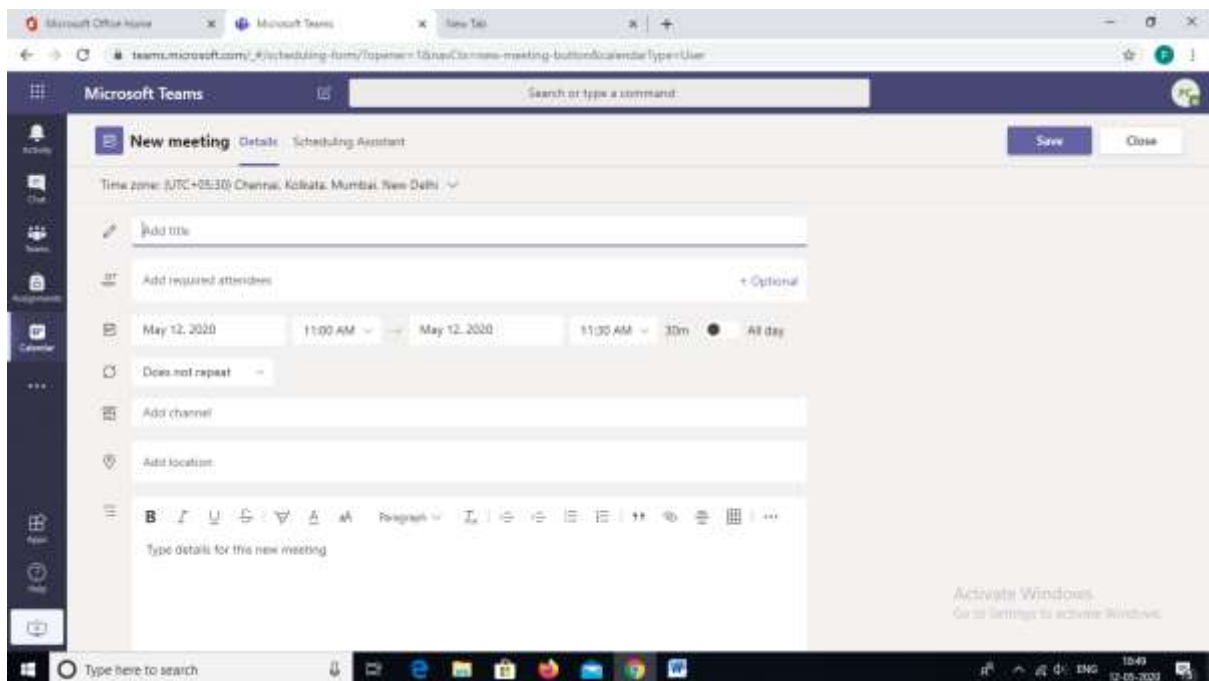 Microsoft Office Home
Microsoft Teams
New Tab
Microsoft Teams
Search or type a command
Activity
New meeting Details Scheduling Assistant
Save Close
Chat
Time zone: (UTC+05:30) Chennai, Kolkata, Mumbai, New Delhi
Add title
Teams
Add required attendees + Optional
Assignments
May 12, 2020 11:00 AM → May 12, 2020 11:30 AM 30m All day
Calendar
Does not repeat
Add channel
Add location
B I U Paragraph
Apps
Type details for this new meeting
Help
Activate Windows
Go to Settings to activate Windows.
Type here to search
ENG
12-05-2020